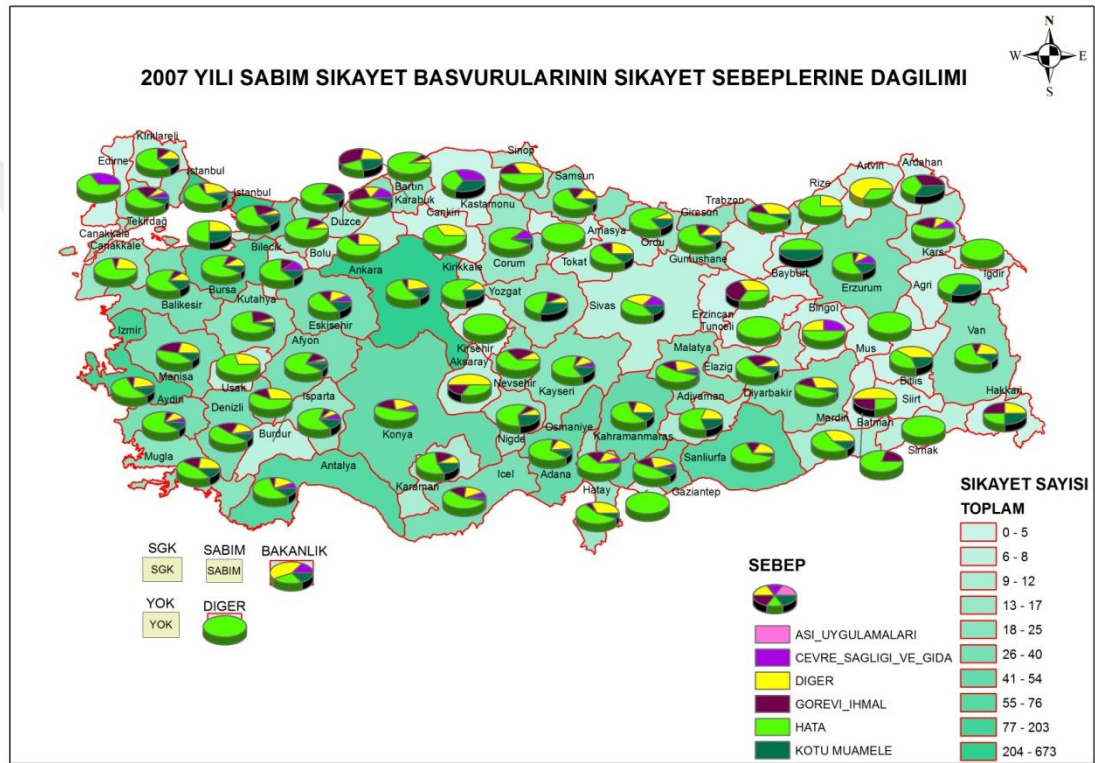 2007 YILI SABIM SIKAYET BASVURULARININ SIKAYET SEBEPLERINE DAGILIMI
N
W E
S
Kirklareli
Edirne
Istanbul
Istanbul
Tekirdağ
Canakkale
Canakkale
Bartın
Karabuk
Duzce
Bolu
Bilecik
Sinop
Kastamonu
Cankiri
Samsun
Ankara
Kirikkale
Corum
Amasya
Tokat
Ordu
Giresun
Gumushane
Trabzon
Rize
Artvin
Ardahan
Kars
Igdir
Bayburt
Erzurum
Agri
Balikesir
Bursa
Kutahya
Eskisehir
Yozgat
Sivas
Erzincan
Tunceli
Bingol
Mus
Van
Izmir
Manisa
Usak
Afyon
Kirsehir
Aksaray
Nevsehir
Kayseri
Malatya
Elazig
Diyarbakir
Bitlis
Siirt
Batman
Hakkari
Aydin
Denizli
Isparta
Burdur
Konya
Nigde
Osmaniye
Kahramanmaras
Adiyaman
Mardin
Sirnak
Mugla
Antalya
Karaman
Icel
Adana
Hatay
Gaziantep
Sanliurfa
SGK SABIM BAKANLIK
SGK SABIM
YOK DIGER
YOK
SEBEP
ASI_UYGULAMALARI
CEVRE_SAGLIGI_VE_GIDA
DIGER
GOREVI_IHMAL
HATA
KOTU MUAMELE
SIKAYET SAYISI
TOPLAM
0 - 5
6 - 8
9 - 12
13 - 17
18 - 25
26 - 40
41 - 54
55 - 76
77 - 203
204 - 673